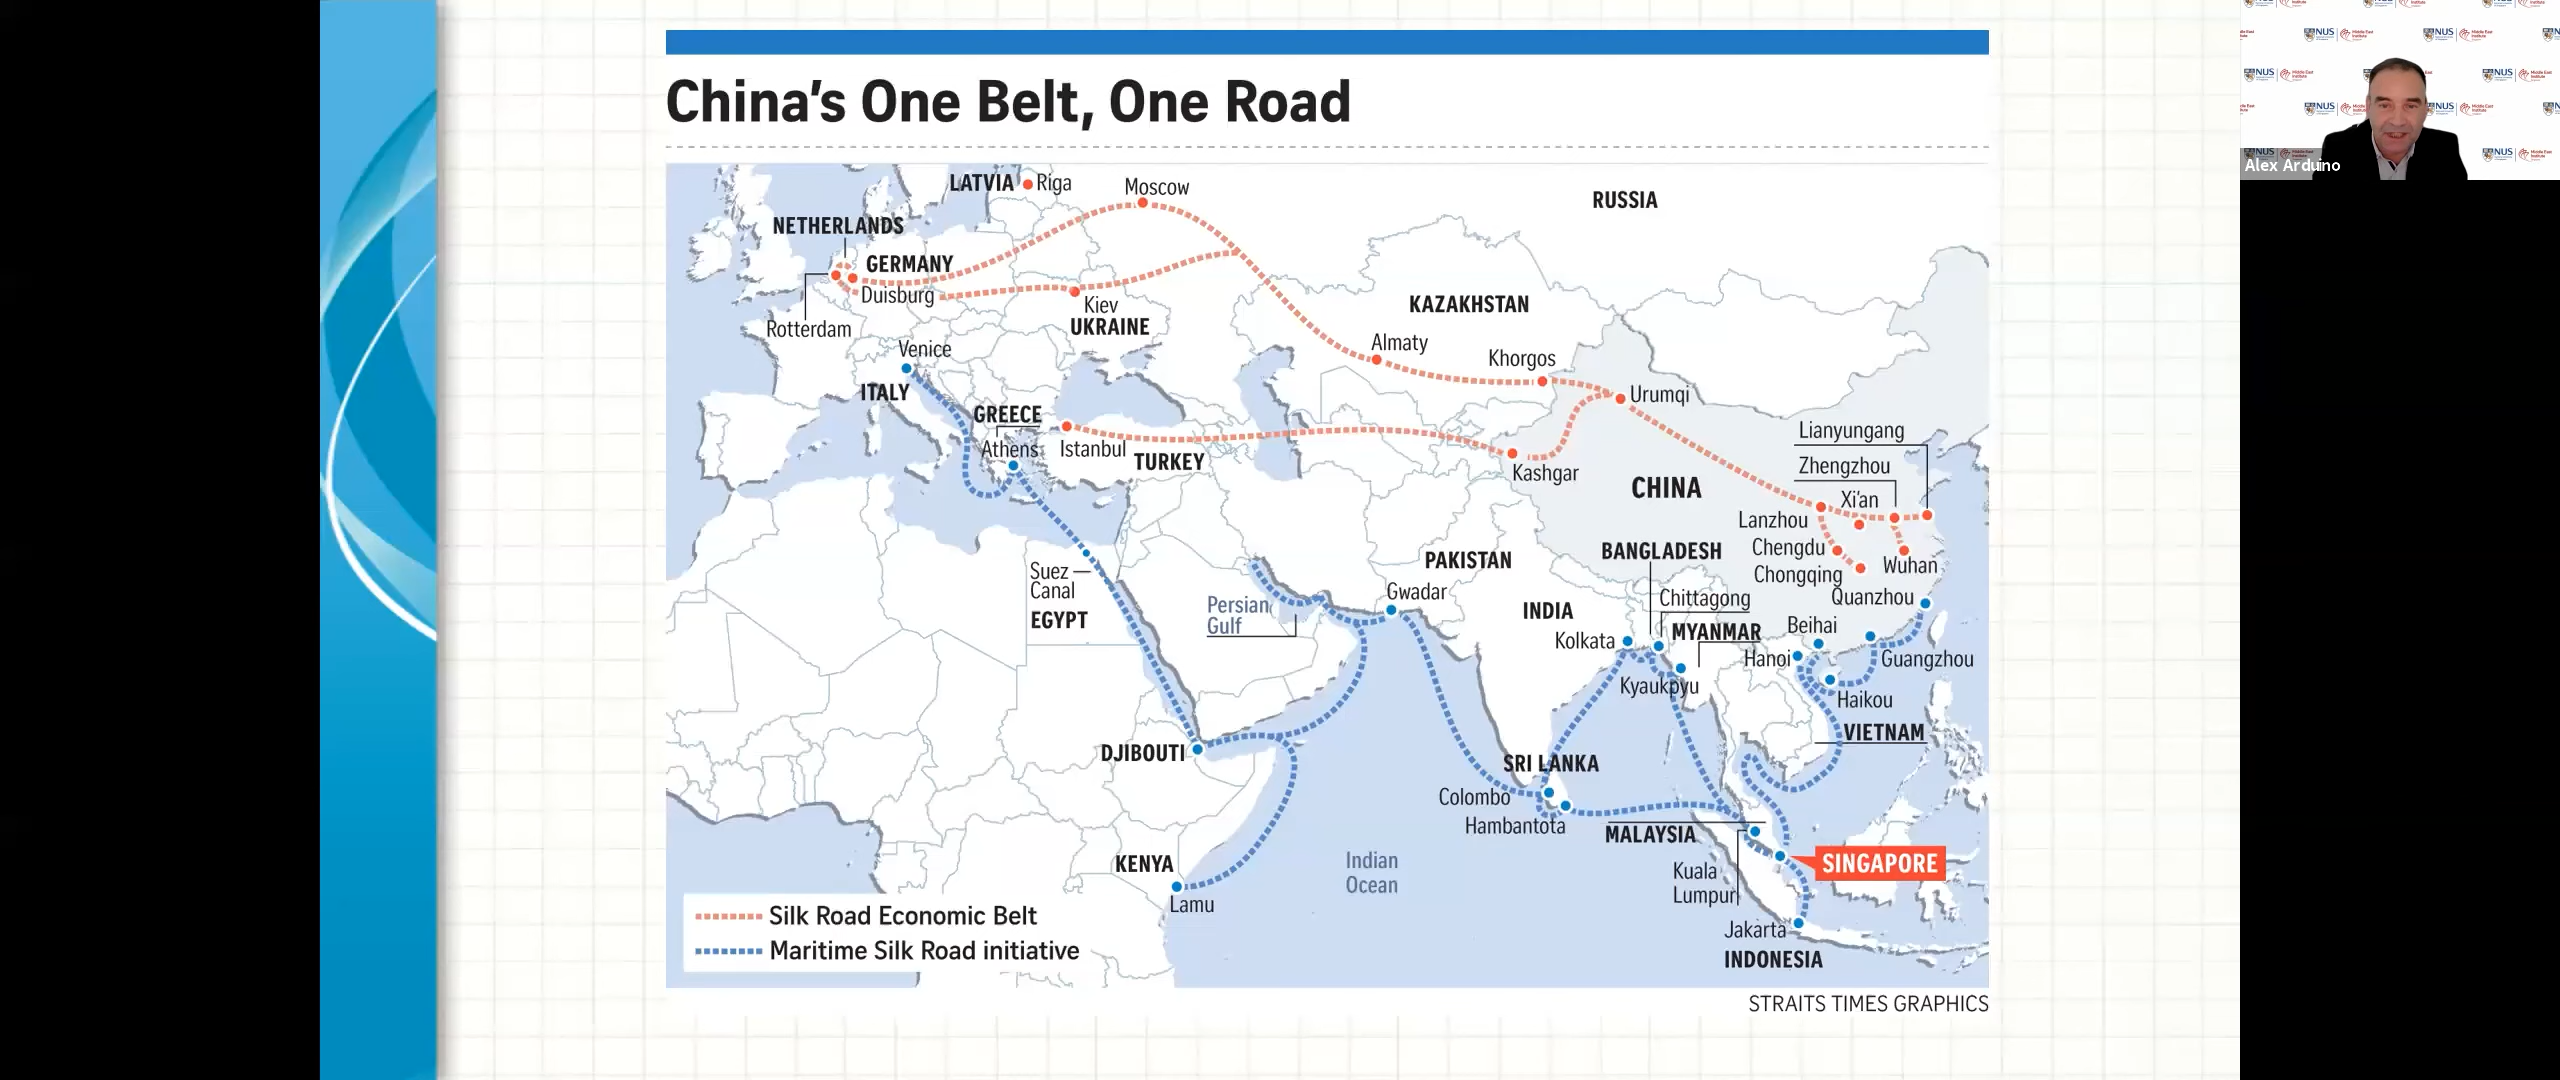 China's One Belt, One Road
LATVIA
Riga
Moscow
RUSSIA
NETHERLANDS
GERMANY
Duisburg
Rotterdam
Kiev
UKRAINE
KAZAKHSTAN
Almaty
Khorgos
Venice
ITALY
Urumqi
GREECE
Athens
Istanbul
TURKEY
Kashgar
Lianyungang
Zhengzhou
Xi'an
CHINA
Lanzhou
Chengdu
Chongqing
Wuhan
Suez
Canal
EGYPT
PAKISTAN
Gwadar
BANGLADESH
Persian
Gulf
INDIA
Chittagong
Quanzhou
Kolkata
MYANMAR
Beihai
Hanoi
Guangzhou
Kyaukpyu
Haikou
VIETNAM
DJIBOUTI
SRI LANKA
Colombo
Hambantota
MALAYSIA
SINGAPORE
KENYA
Indian
Ocean
Kuala
Lumpur
Lamu
Jakarta
INDONESIA
Silk Road Economic Belt
Maritime Silk Road initiative
STRAITS TIMES GRAPHICS
NUS
Middle East
Institute
Alex Arduino